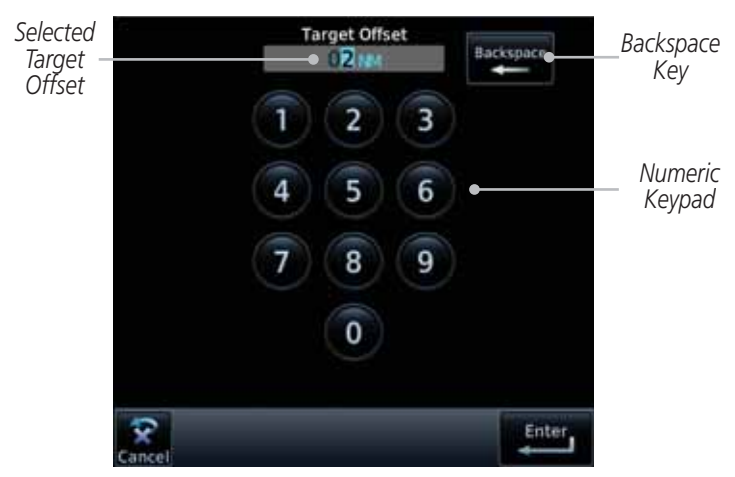 Selected
Target
Offset
Target Offset
02 NM
Backspace
Backspace
Key
1 2 3
4 5 6
Numeric
Keypad
7 8 9
0
Cancel
Enter